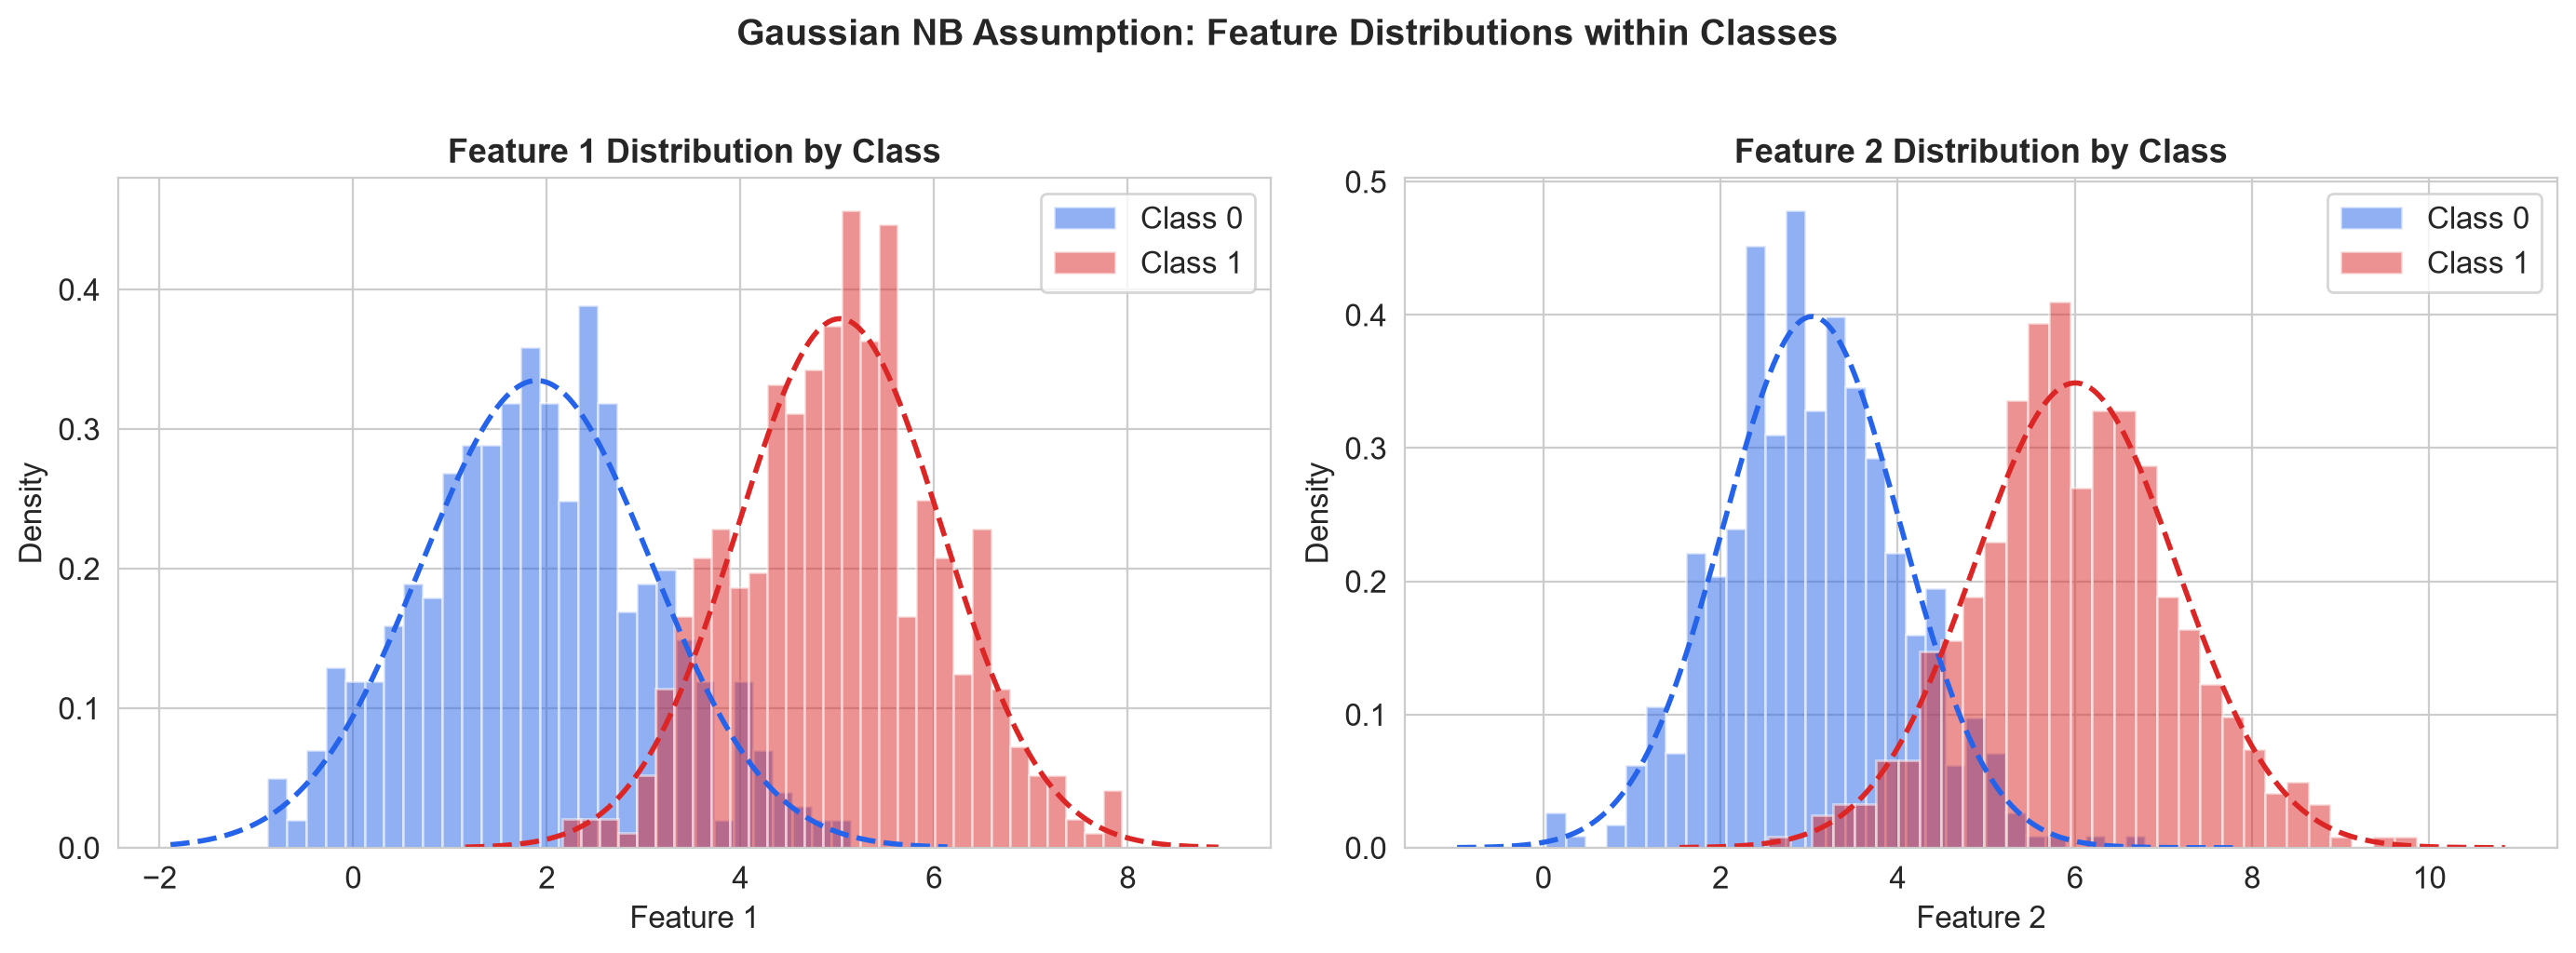 Gaussian NB Assumption: Feature Distributions within Classes
Feature 1 Distribution by Class
Class 0
Class 1
Density
0.4
0.3
0.2
0.1
0.0
−2 0 2 4 6 8
Feature 1
Feature 2 Distribution by Class
Class 0
Class 1
Density
0.5
0.4
0.3
0.2
0.1
0.0
0 2 4 6 8 10
Feature 2